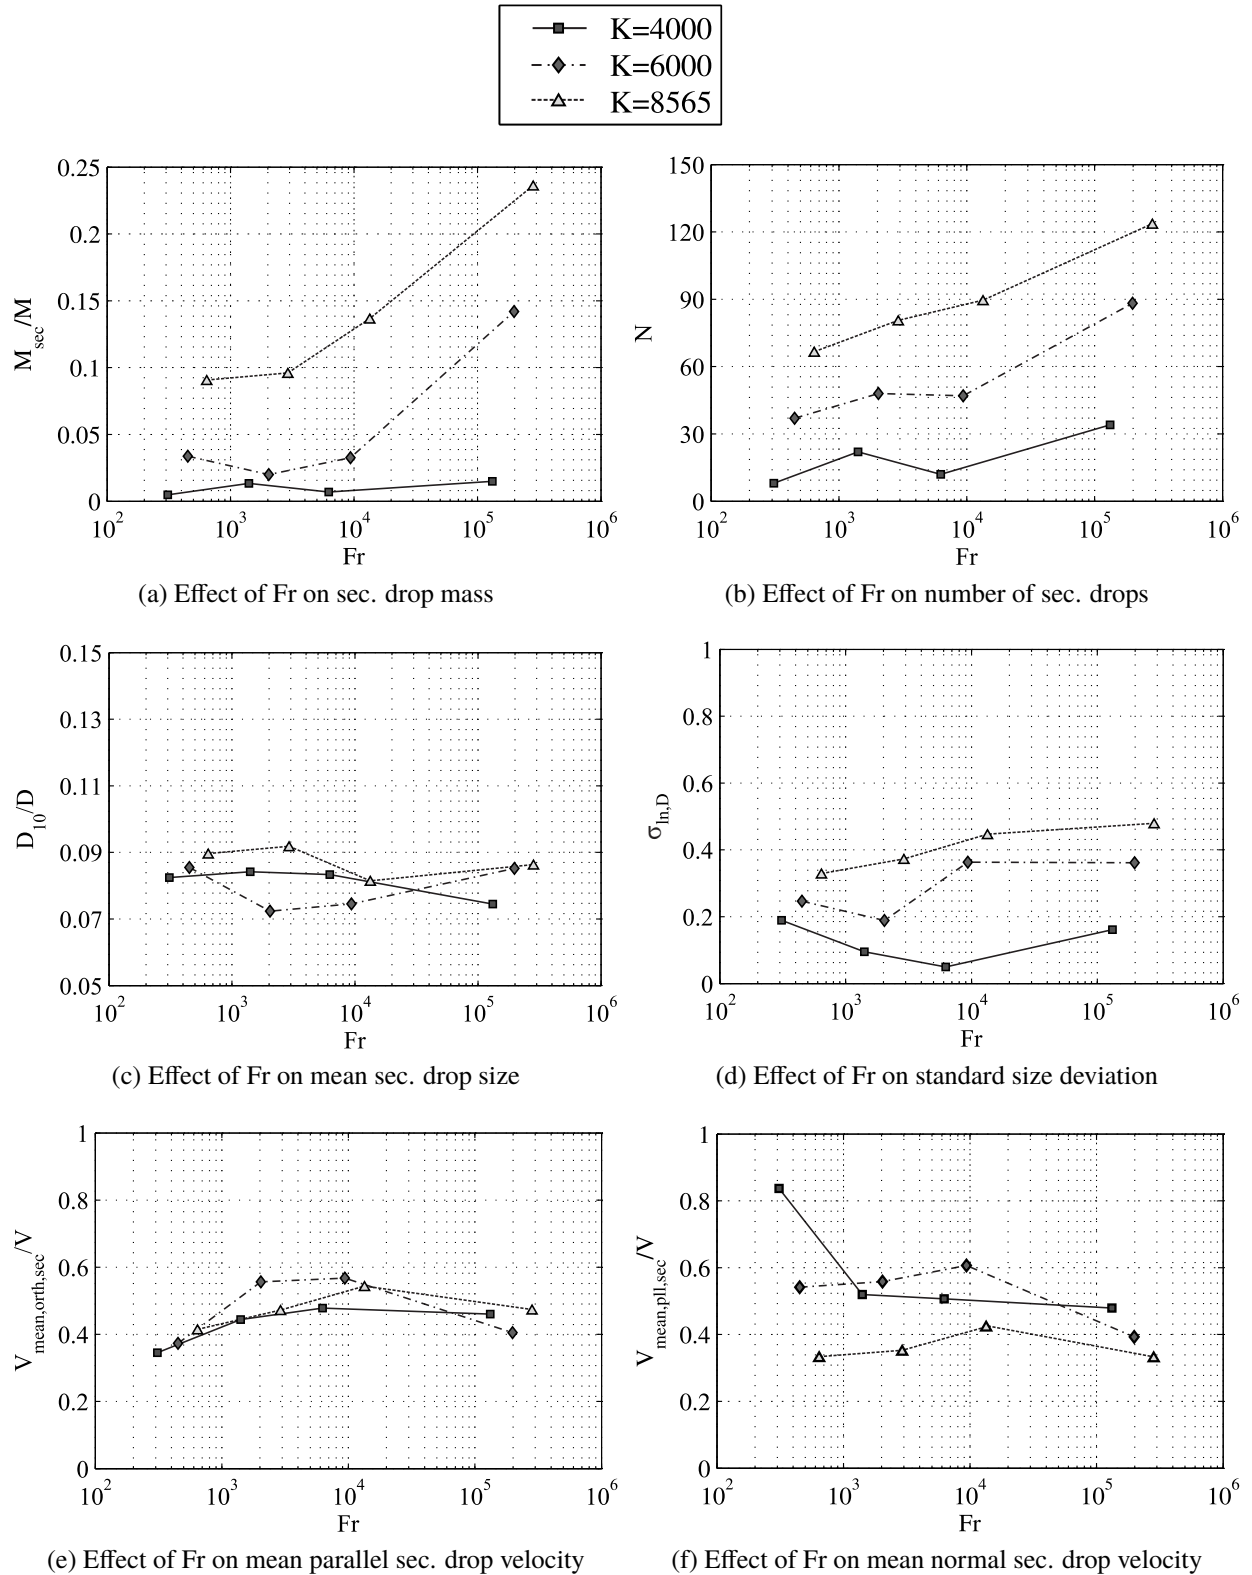 K=4000
K=6000
K=8565
0.25
0.2
0.15
0.1
0.05
0
M_sec/M
10^2 10^3 10^4 10^5 10^6
Fr
(a) Effect of Fr on sec. drop mass
150
120
90
60
30
0
N
10^2 10^3 10^4 10^5 10^6
Fr
(b) Effect of Fr on number of sec. drops
0.15
0.13
0.11
0.09
0.07
0.05
D_10/D
10^2 10^3 10^4 10^5 10^6
Fr
(c) Effect of Fr on mean sec. drop size
1
0.8
0.6
0.4
0.2
0
σ_ln,D
10^2 10^3 10^4 10^5 10^6
Fr
(d) Effect of Fr on standard size deviation
1
0.8
0.6
0.4
0.2
0
V_mean,orth,sec/V
10^2 10^3 10^4 10^5 10^6
Fr
(e) Effect of Fr on mean parallel sec. drop velocity
1
0.8
0.6
0.4
0.2
0
V_mean,pll,sec/V
10^2 10^3 10^4 10^5 10^6
Fr
(f) Effect of Fr on mean normal sec. drop velocity